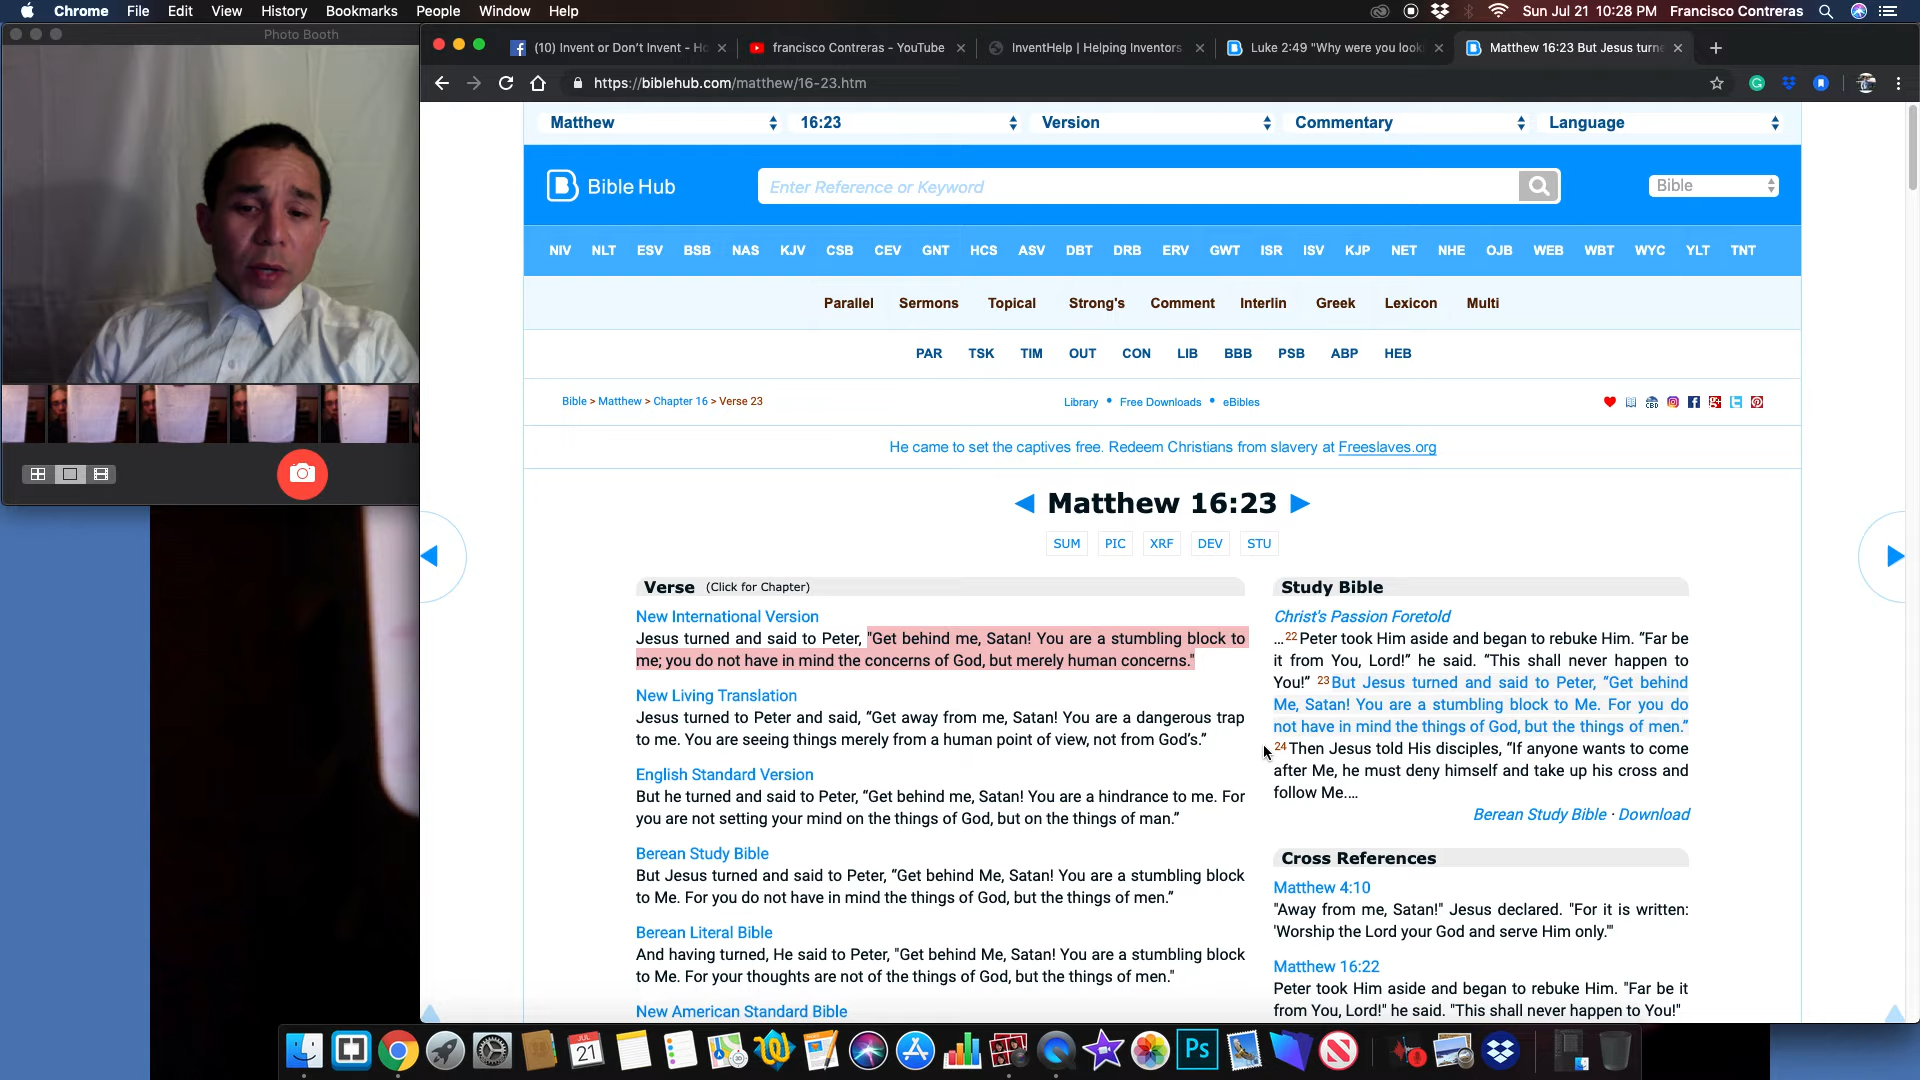 Chrome File Edit View History Bookmarks People Window Help
Sun Jul 21 10:28 PM Francisco Contreras
Photo Booth
(10) Invent or Don't Invent - Ho
francisco Contreras - YouTube
InventHelp | Helping Inventors
Luke 2:49 "Why were you look
Matthew 16:23 But Jesus turne
https://biblehub.com/matthew/16-23.htm
Matthew 16:23 Version Commentary Language
Bible Hub
Enter Reference or Keyword
Bible
NIV NLT ESV BSB NAS KJV CSB CEV GNT HCS ASV DBT DRB ERV GWT ISR ISV KJP NET NHE OJB WEB WBT WYC YLT TNT
Parallel Sermons Topical Strong's Comment Interlin Greek Lexicon Multi
PAR TSK TIM OUT CON LIB BBB PSB ABP HEB
Bible > Matthew > Chapter 16 > Verse 23
Library • Free Downloads • eBibles
He came to set the captives free. Redeem Christians from slavery at Freeslaves.org
◄ Matthew 16:23 ►
SUM PIC XRF DEV STU
Verse (Click for Chapter)
New International Version
Jesus turned and said to Peter, "Get behind me, Satan! You are a stumbling block to
me; you do not have in mind the concerns of God, but merely human concerns."
New Living Translation
Jesus turned to Peter and said, “Get away from me, Satan! You are a dangerous trap
to me. You are seeing things merely from a human point of view, not from God’s.”
English Standard Version
But he turned and said to Peter, “Get behind me, Satan! You are a hindrance to me. For
you are not setting your mind on the things of God, but on the things of man.”
Berean Study Bible
But Jesus turned and said to Peter, “Get behind Me, Satan! You are a stumbling block
to Me. For you do not have in mind the things of God, but the things of men.”
Berean Literal Bible
And having turned, He said to Peter, "Get behind Me, Satan! You are a stumbling block
to Me. For your thoughts are not of the things of God, but the things of men."
New American Standard Bible
Study Bible
Christ's Passion Foretold
…22Peter took Him aside and began to rebuke Him. “Far be
it from You, Lord!” he said. “This shall never happen to
You!” 23But Jesus turned and said to Peter, “Get behind
Me, Satan! You are a stumbling block to Me. For you do
not have in mind the things of God, but the things of men.”
24Then Jesus told His disciples, “If anyone wants to come
after Me, he must deny himself and take up his cross and
follow Me.…
Berean Study Bible · Download
Cross References
Matthew 4:10
"Away from me, Satan!" Jesus declared. "For it is written:
'Worship the Lord your God and serve Him only.'"
Matthew 16:22
Peter took Him aside and began to rebuke Him. "Far be it
from You, Lord!" he said. "This shall never happen to You!"
JUL
21
Ps